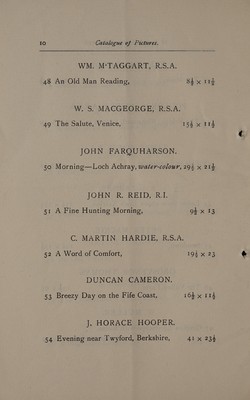 10 Catalogue of Pictures.
WM. M'TAGGART, R.S.A.
48 An Old Man Reading, 8½ x 11½
W. S. MACGEORGE, R.S.A.
49 The Salute, Venice, 15½ x 11½
JOHN FARQUHARSON.
50 Morning—Loch Achray, water-colour, 29½ x 21½
JOHN R. REID, R.I.
51 A Fine Hunting Morning, 9½ x 13
C. MARTIN HARDIE, R.S.A.
52 A Word of Comfort, 19½ x 23
DUNCAN CAMERON.
53 Breezy Day on the Fife Coast, 16½ x 11½
J. HORACE HOOPER.
54 Evening near Twyford, Berkshire, 41 x 23½